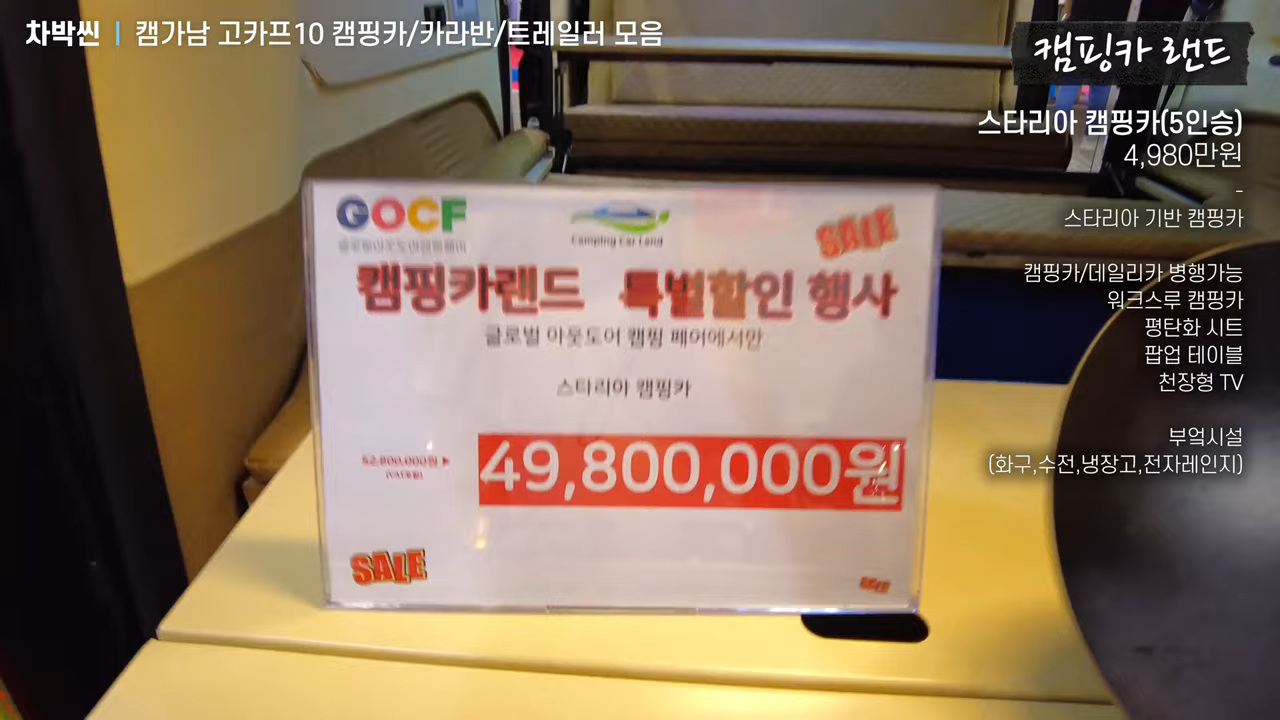 차박씬 | 캠가남 고카프10 캠핑카/카라반/트레일러 모음
캠핑카 랜드
스타리아 캠핑카(5인승)
4,980만원
-
스타리아 기반 캠핑카
캠핑카/데일리카 병행가능
워크스루 캠핑카
평탄화 시트
팝업 테이블
천장형 TV
부엌시설
(화구,수전,냉장고,전자레인지)
GOCF
Camping Car Land
SALE
캠핑카랜드 특별할인 행사
글로벌 아웃도어 캠핑 페어에서만
스타리아 캠핑카
52,800,000원 ▶
49,800,000원
SALE
SALE